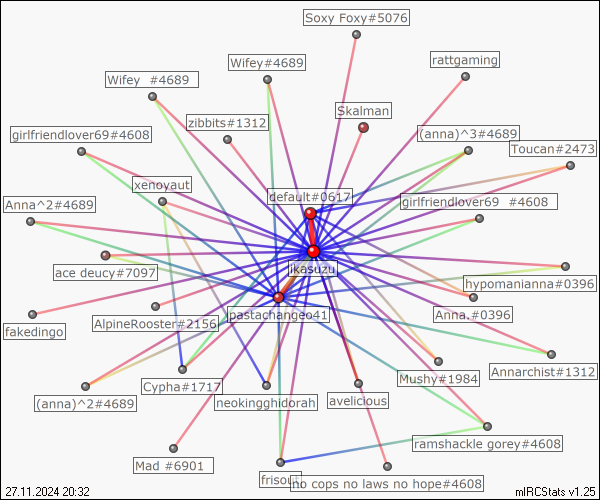 Soxy Foxy#5076
rattgaming
Wifey#4689
Wifey #4689
Skalman
zibbits#1312
girlfriendlover69#4608
(anna)^3#4689
Toucan#2473
xenoyaut
default#0617
girlfriendlover69 #4608
Anna^2#4689
jikasuzu
ace deucy#7097
hypomanianna#0396
pastachangeo41
Anna.#0396
AlpineRooster#2156
fakedingo
Annarchist#1312
Mushy#1984
Cypha#1717
neokingghidorah
avelicious
(anna)^2#4689
ramshackle gorey#4608
Mad #6901
frisout
no cops no laws no hope#4608
27.11.2024 20:32
mIRCStats v1.25